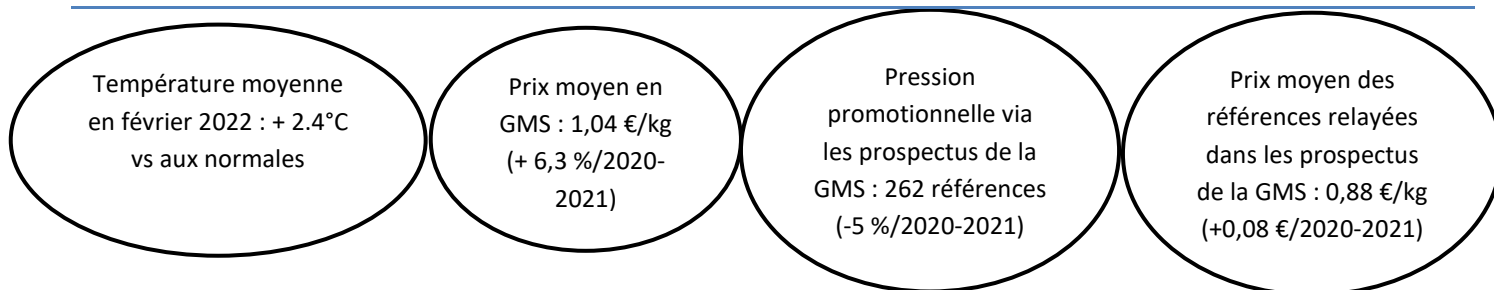 Température moyenne
en février 2022 : + 2.4°C
vs aux normales
Prix moyen en
GMS : 1,04 €/kg
(+ 6,3 %/2020-
2021)
Pression
promotionnelle via
les prospectus de la
GMS : 262 références
(-5 %/2020-2021)
Prix moyen des
références relayées
dans les prospectus
de la GMS : 0,88 €/kg
(+0,08 €/2020-2021)